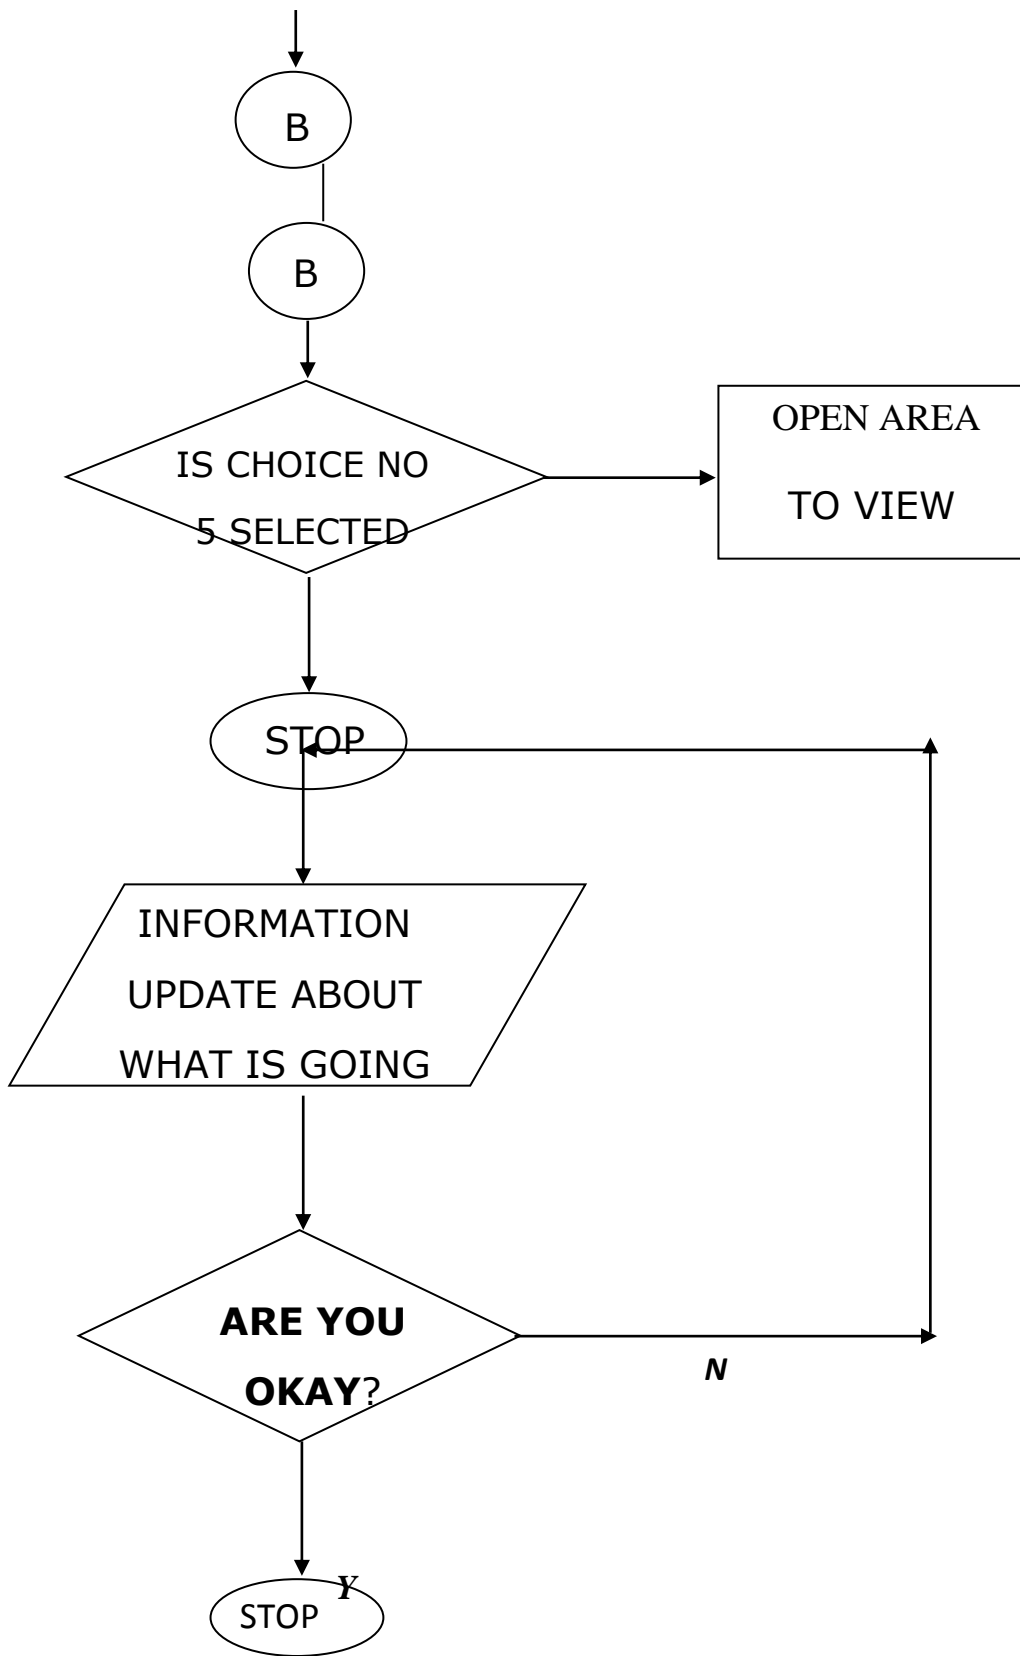 B
B
IS CHOICE NO
5 SELECTED
OPEN AREA
TO VIEW
STOP
INFORMATION
UPDATE ABOUT
WHAT IS GOING
ARE YOU
OKAY?
N
Y
STOP